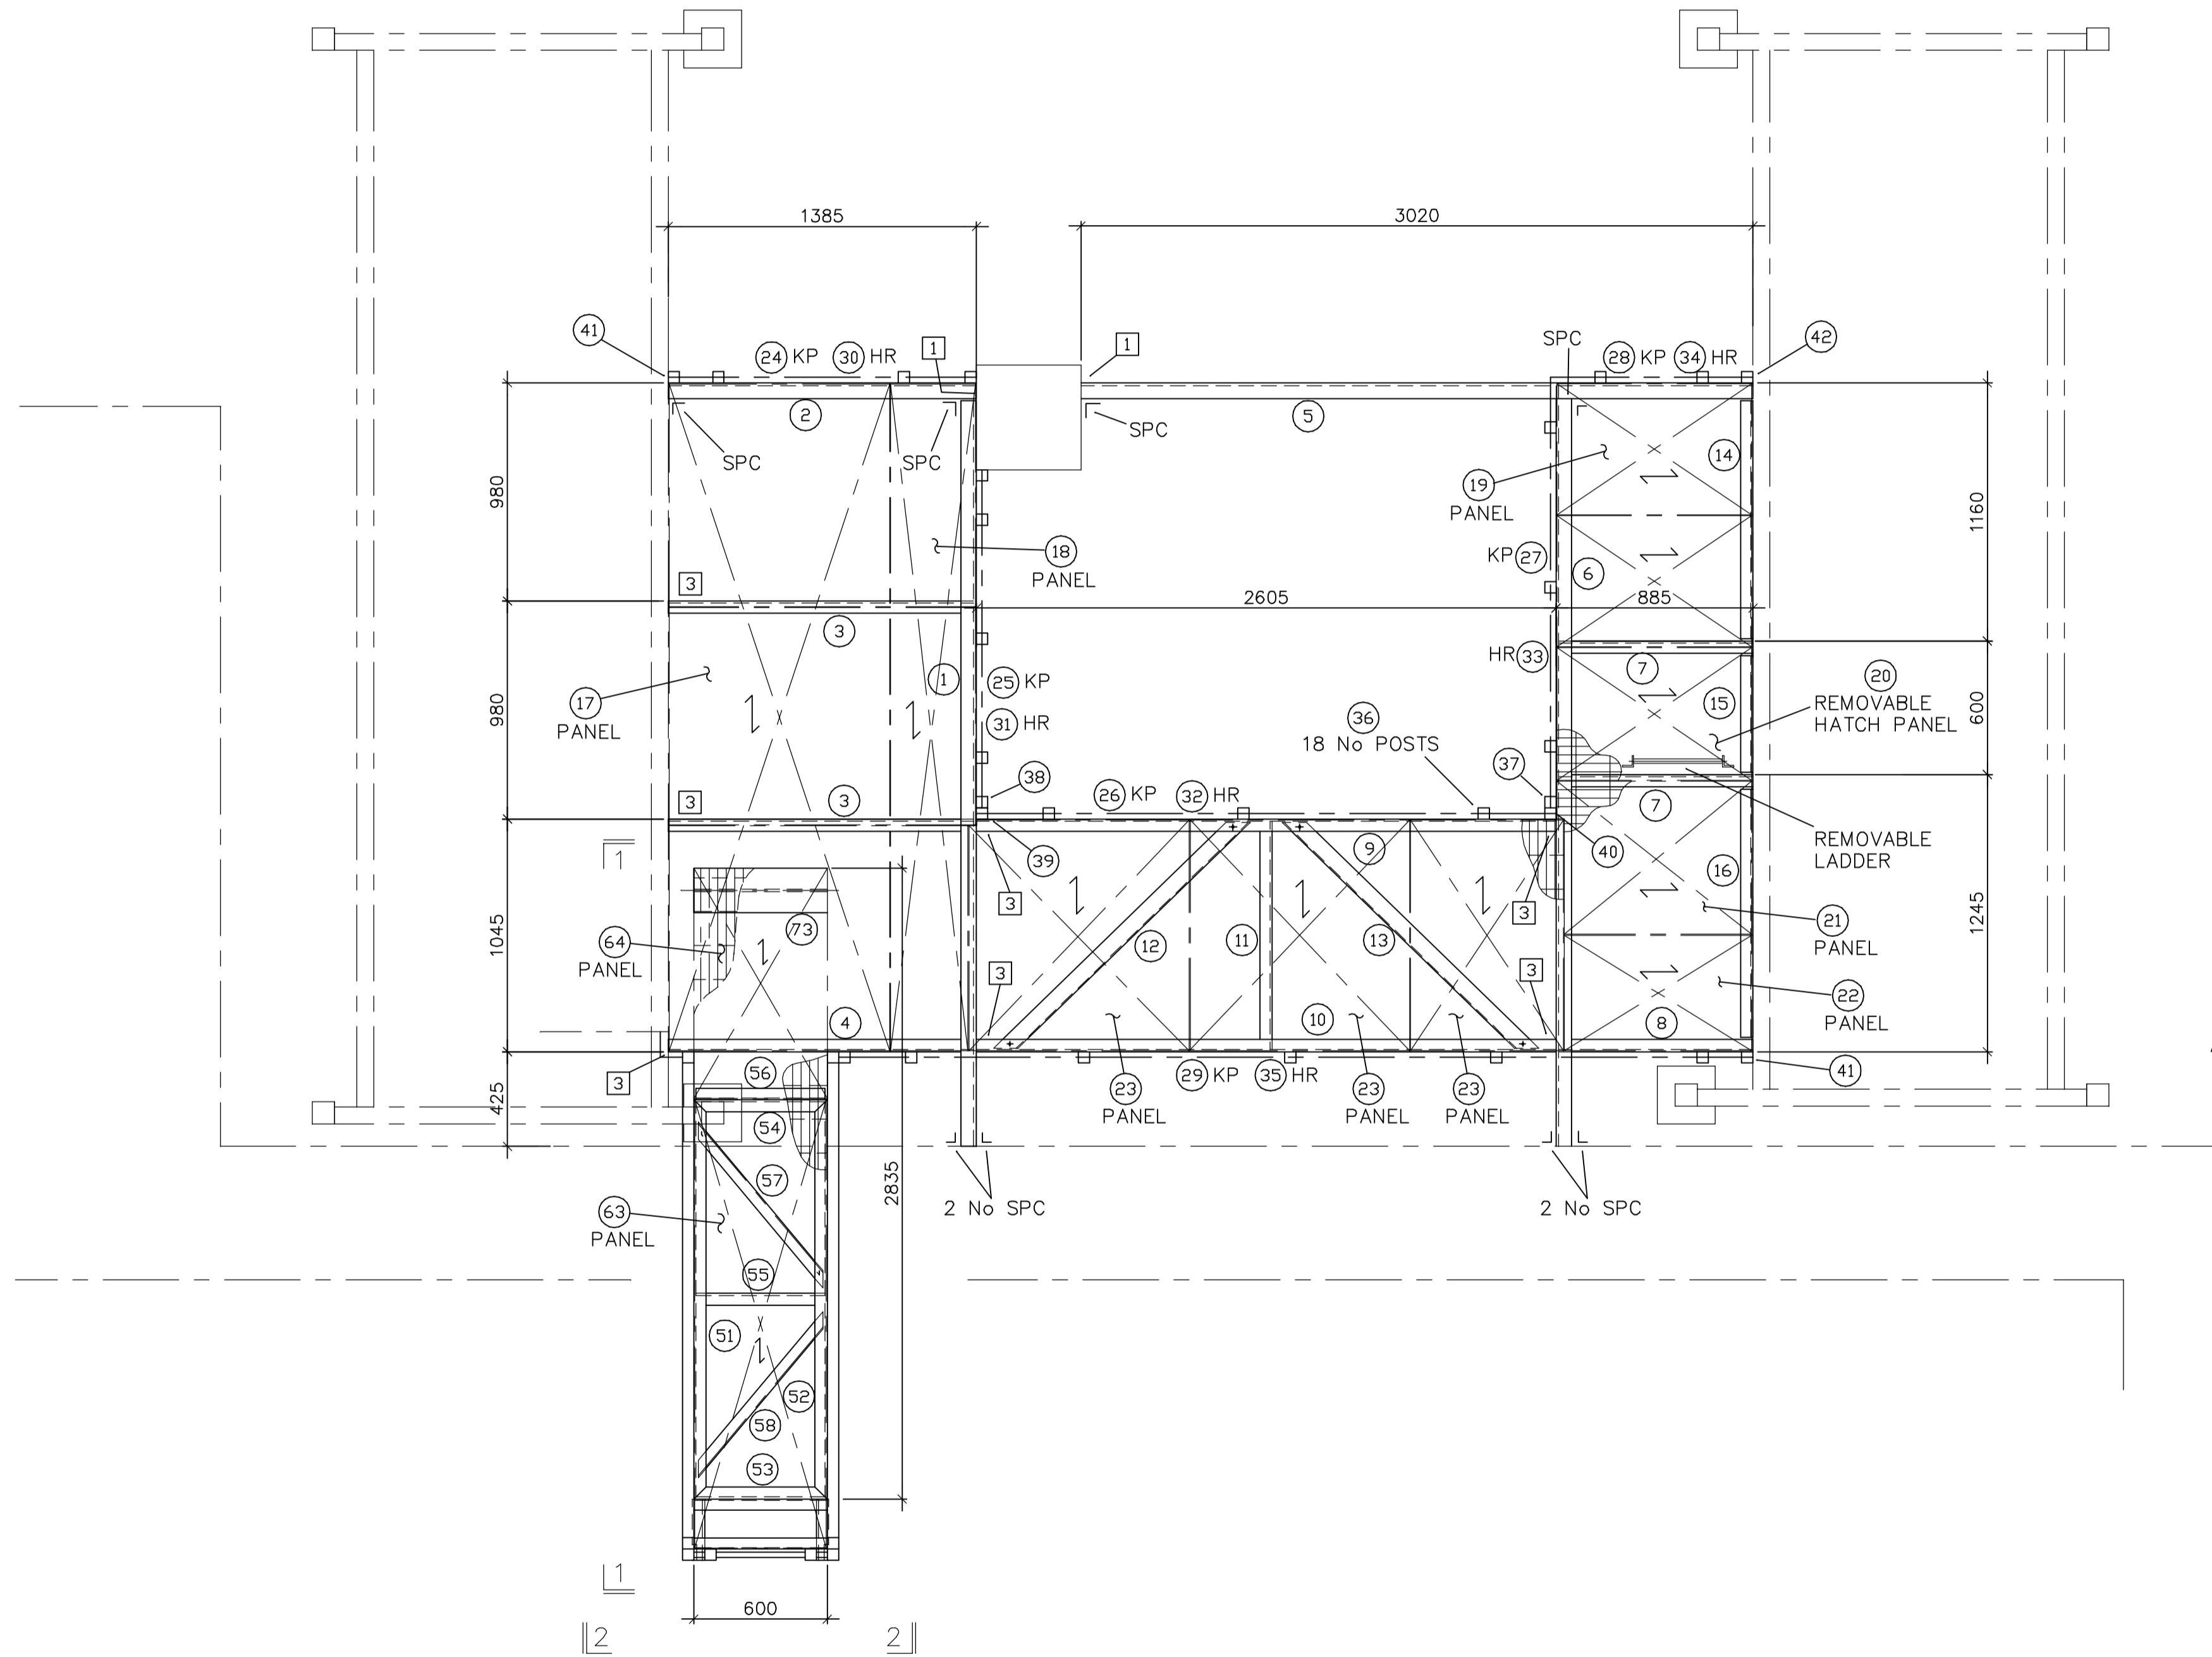 1385
3020
41
24 KP
30 HR
1
1
SPC
28 KP
34 HR
42
2
5
SPC
SPC
SPC
14
980
19
PANEL
1160
18
PANEL
KP 27
6
3
2605
885
3
HR 33
7
20
REMOVABLE
HATCH PANEL
1
25 KP
31 HR
17
PANEL
980
15
600
36
18 No POSTS
37
38
3
3
26 KP
32 HR
7
REMOVABLE
LADDER
1
39
9
40
16
3
3
73
64
PANEL
1045
12
11
13
21
PANEL
1245
3
3
22
PANEL
4
10
8
3
56
23
PANEL
29 KP
35 HR
23
PANEL
23
PANEL
41
425
54
57
2835
63
PANEL
2 No SPC
2 No SPC
55
51
52
58
53
1
600
2
2